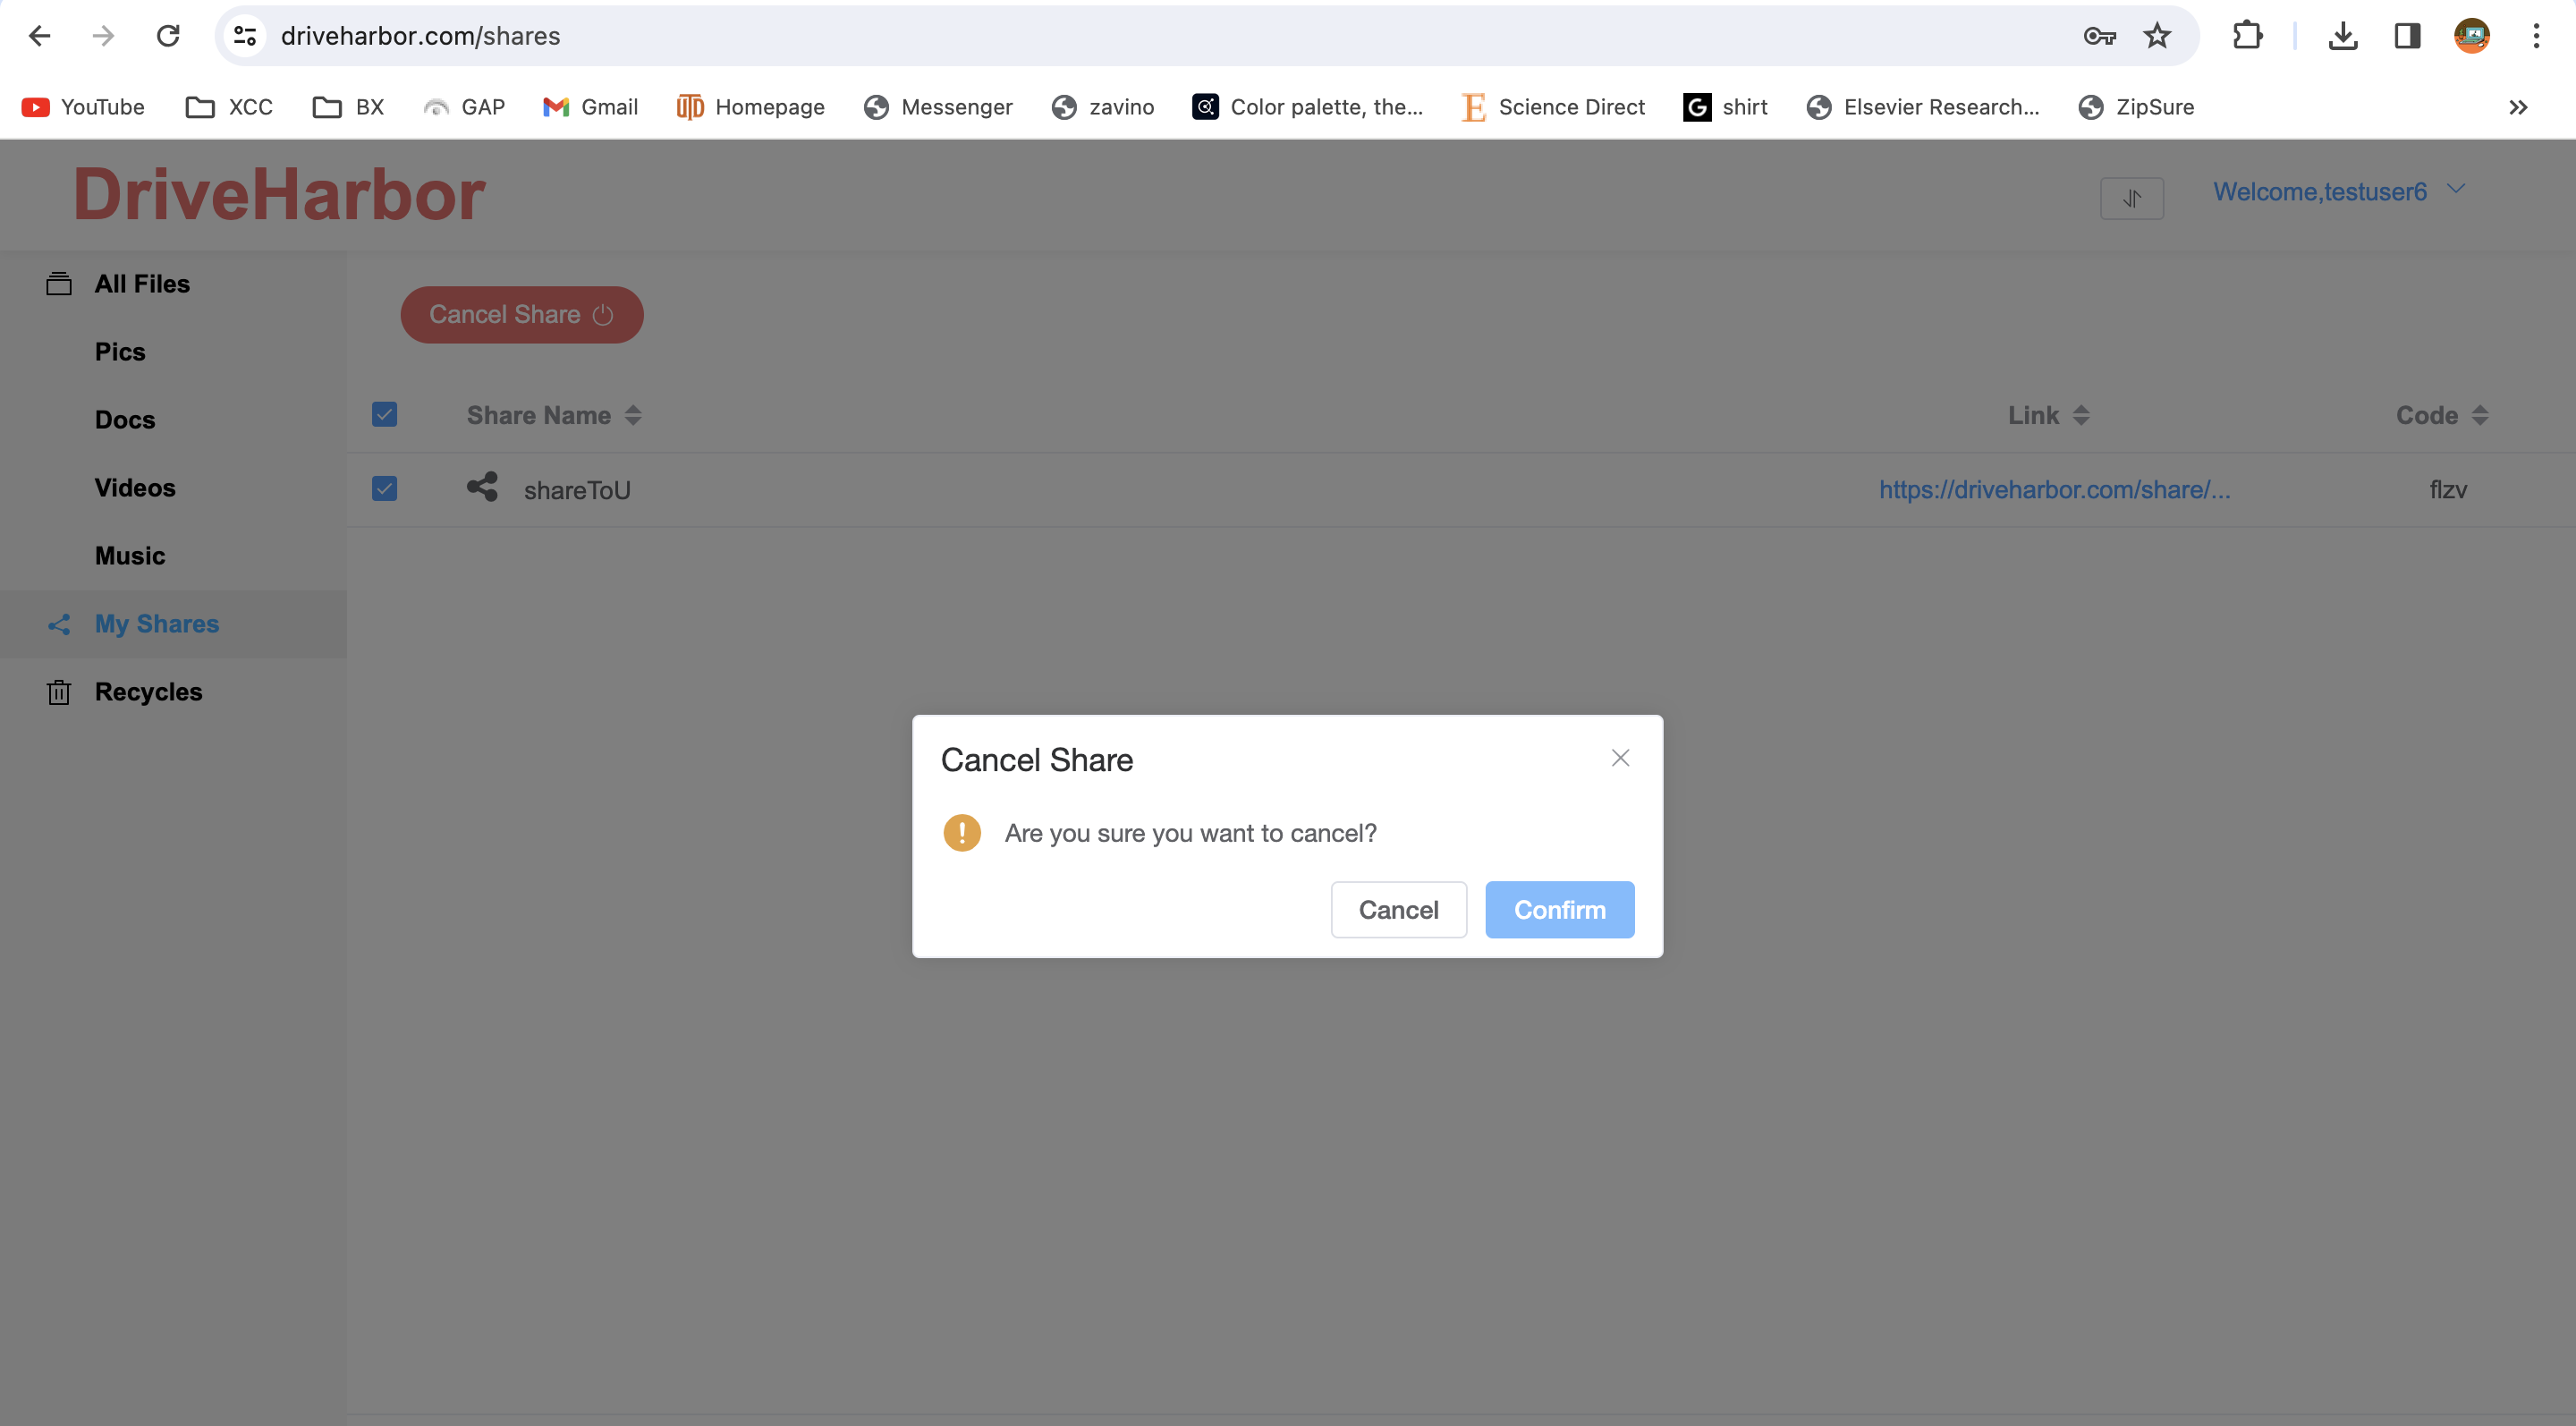 driveharbor.com/shares
YouTube XCC BX GAP Gmail Homepage Messenger zavino Color palette, the... Science Direct shirt Elsevier Research... ZipSure
DriveHarbor
Welcome,testuser6
All Files
Pics
Docs
Videos
Music
My Shares
Recycles
Cancel Share
Share Name Link Code
shareToU https://driveharbor.com/share/... flzv
Cancel Share
Are you sure you want to cancel?
Cancel Confirm